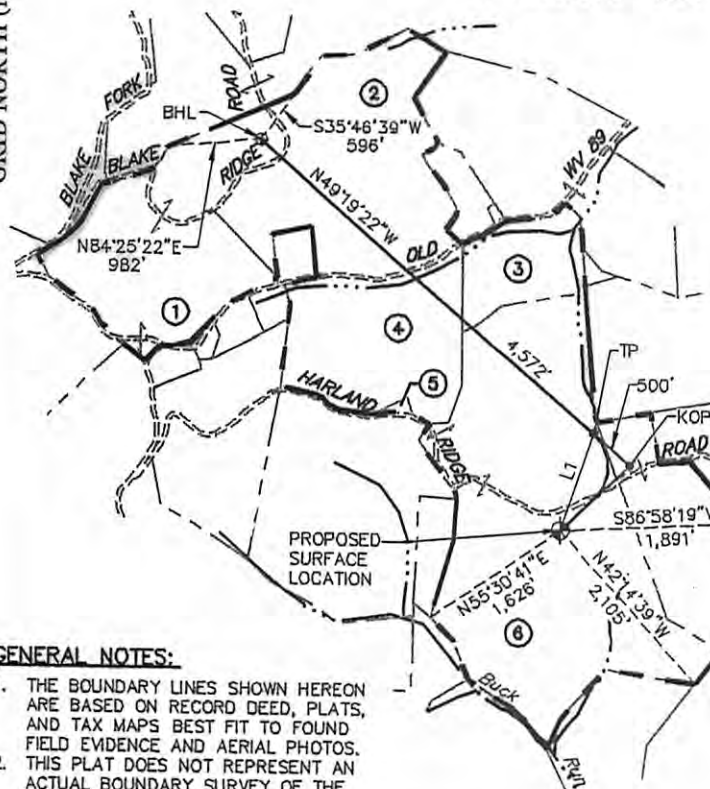 GRID NORTH
FORK
BLAKE
BHL
ROAD
②
S35°46'39"W
596'
BLAKE
RIDGE
WV 89
N84°25'22"E
982'
N49°19'22"W
OLD
③
①
④
4,572'
TP
HARLAND
⑤
500'
KOP
RIDGE
ROAD
L1
S86°58'19"
1,891'
PROPOSED
SURFACE
LOCATION
N55°30'41"E
1,626'
N42°14'39"W
2,105'
⑥
Buck
Run
GENERAL NOTES:
THE BOUNDARY LINES SHOWN HEREON
ARE BASED ON RECORD DEED, PLATS,
AND TAX MAPS BEST FIT TO FOUND
FIELD EVIDENCE AND AERIAL PHOTOS.
2. THIS PLAT DOES NOT REPRESENT AN
ACTUAL BOUNDARY SURVEY OF THE